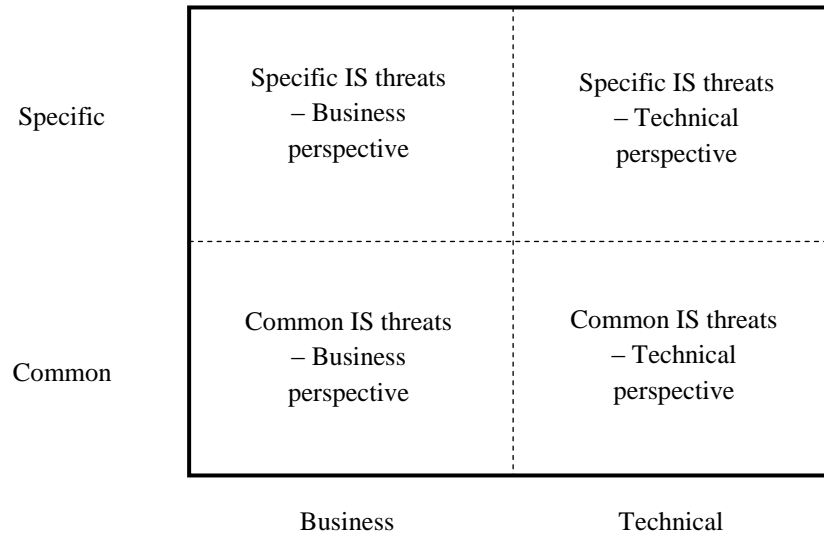 Specific
Specific IS threats
– Business
perspective
Specific IS threats
– Technical
perspective
Common
Common IS threats
– Business
perspective
Common IS threats
– Technical
perspective
Business
Technical